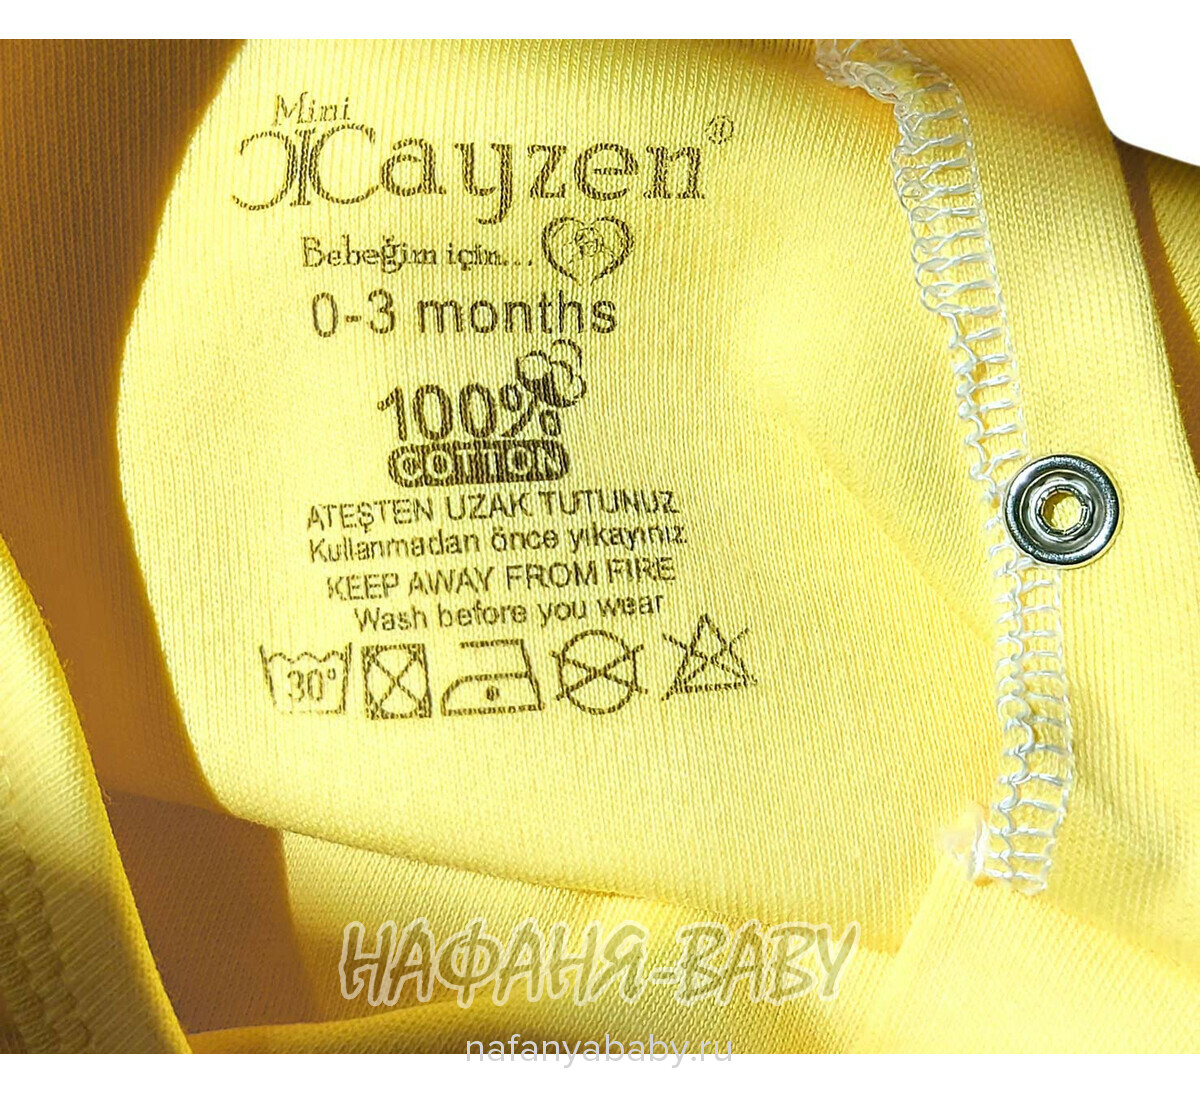 Mini
Kayzen®
Bebeğim için...
0-3 months
100%
COTTON
ATEŞTEN UZAK TUTUNUZ
Kullanmadan önce yıkayınız
KEEP AWAY FROM FIRE
Wash before you wear
30°
НАФАНЯ-BABY
nafanyababy.ru